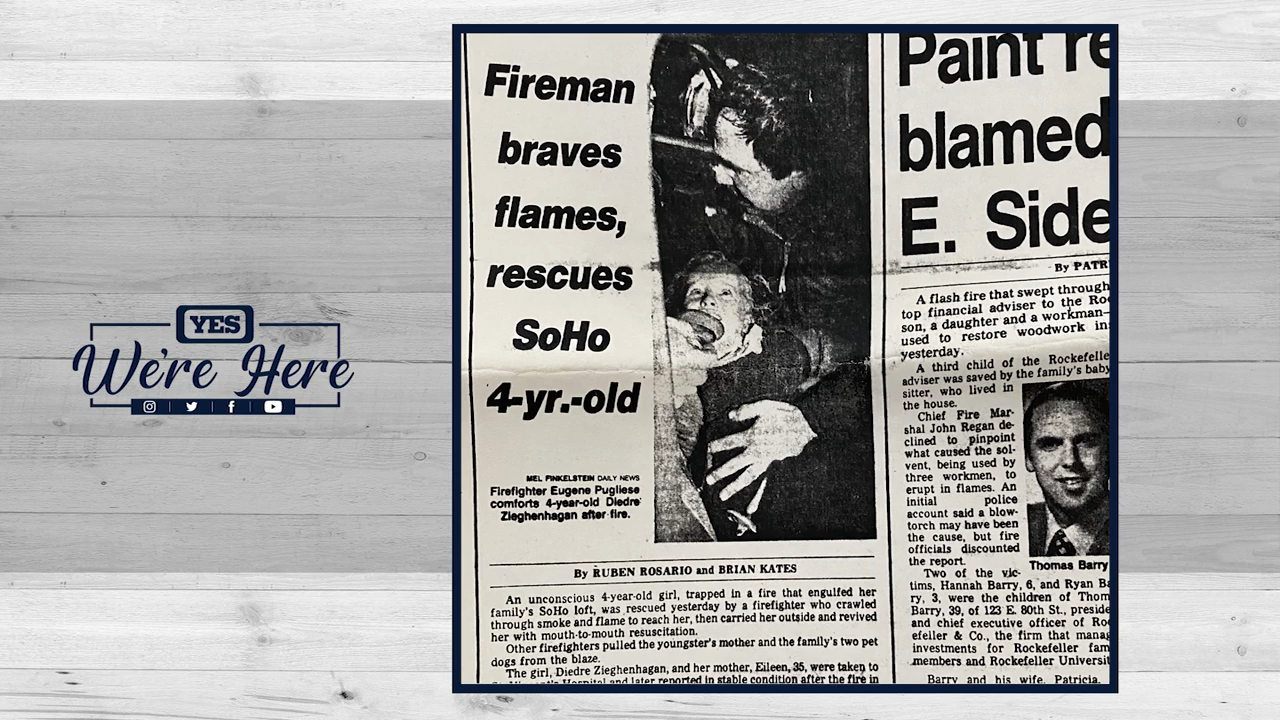 YES
We're Here
Fireman
braves
flames,
rescues
SoHo
4-yr.-old
MEL FINKELSTEIN DAILY NEWS
Firefighter Eugene Pugliese
comforts 4-year-old Diedre
Zieghenhagen after fire.
By RUBEN ROSARIO and BRIAN KATES
An unconscious 4-year-old girl, trapped in a fire that engulfed her
family's SoHo loft, was rescued yesterday by a firefighter who crawled
through smoke and flame to reach her, then carried her outside and revived
her with mouth-to-mouth resuscitation.
Other firefighters pulled the youngster's mother and the family's two pet
dogs from the blaze.
The girl, Diedre Zieghenhagen, and her mother, Eileen, 35, were taken to
Hospital and later reported in stable condition after the fire in
Paint re
blamed
E. Side
By PATR
A flash fire that swept through
top financial adviser to the Ro
son, a daughter and a workman—
used to restore woodwork in
yesterday.
A third child of the Rockefelle
adviser was saved by the family's baby
sitter, who lived in
the house.
Chief Fire Mar-
shal John Regan de-
clined to pinpoint
what caused the sol-
vent, being used by
three workmen, to
erupt in flames. An
initial police
account said a blow-
torch may have been
the cause, but fire
officials discounted
the report.
Thomas Barry
Two of the vic-
tims, Hannah Barry, 6, and Ryan Ba
ry, 3, were the children of Thom
Barry, 39, of 123 E. 80th St., preside
and chief executive officer of Ro
efeller & Co., the firm that manag
investments for Rockefeller fam
members and Rockefeller Universit
Barry and his wife, Patricia,